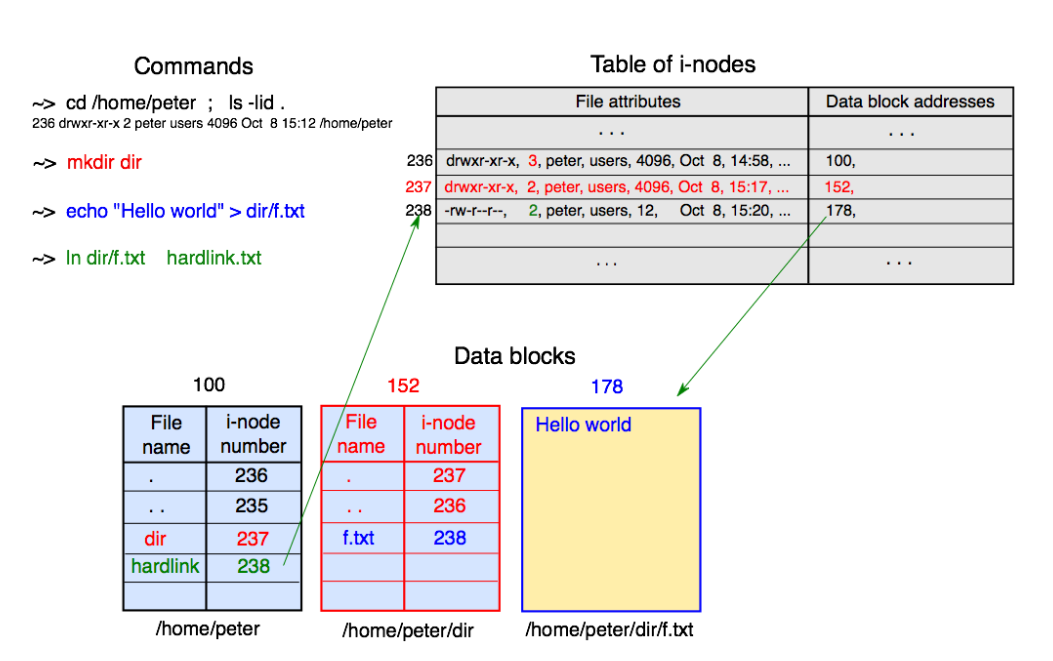 Commands
~> cd /home/peter ; ls -lid .
236 drwxr-xr-x 2 peter users 4096 Oct 8 15:12 /home/peter
~> mkdir dir
~> echo "Hello world" > dir/f.txt
~> ln dir/f.txt hardlink.txt
Table of i-nodes
File attributes Data block addresses
. . . . . .
236 drwxr-xr-x, 3, peter, users, 4096, Oct 8, 14:58, ... 100,
237 drwxr-xr-x, 2, peter, users, 4096, Oct 8, 15:17, ... 152,
238 -rw-r--r--, 2, peter, users, 12, Oct 8, 15:20, ... 178,
. . . . . .
Data blocks
100
File name i-node number
. 236
. . 235
dir 237
hardlink 238
/home/peter
152
File name i-node number
. 237
. . 236
f.txt 238
/home/peter/dir
178
Hello world
/home/peter/dir/f.txt